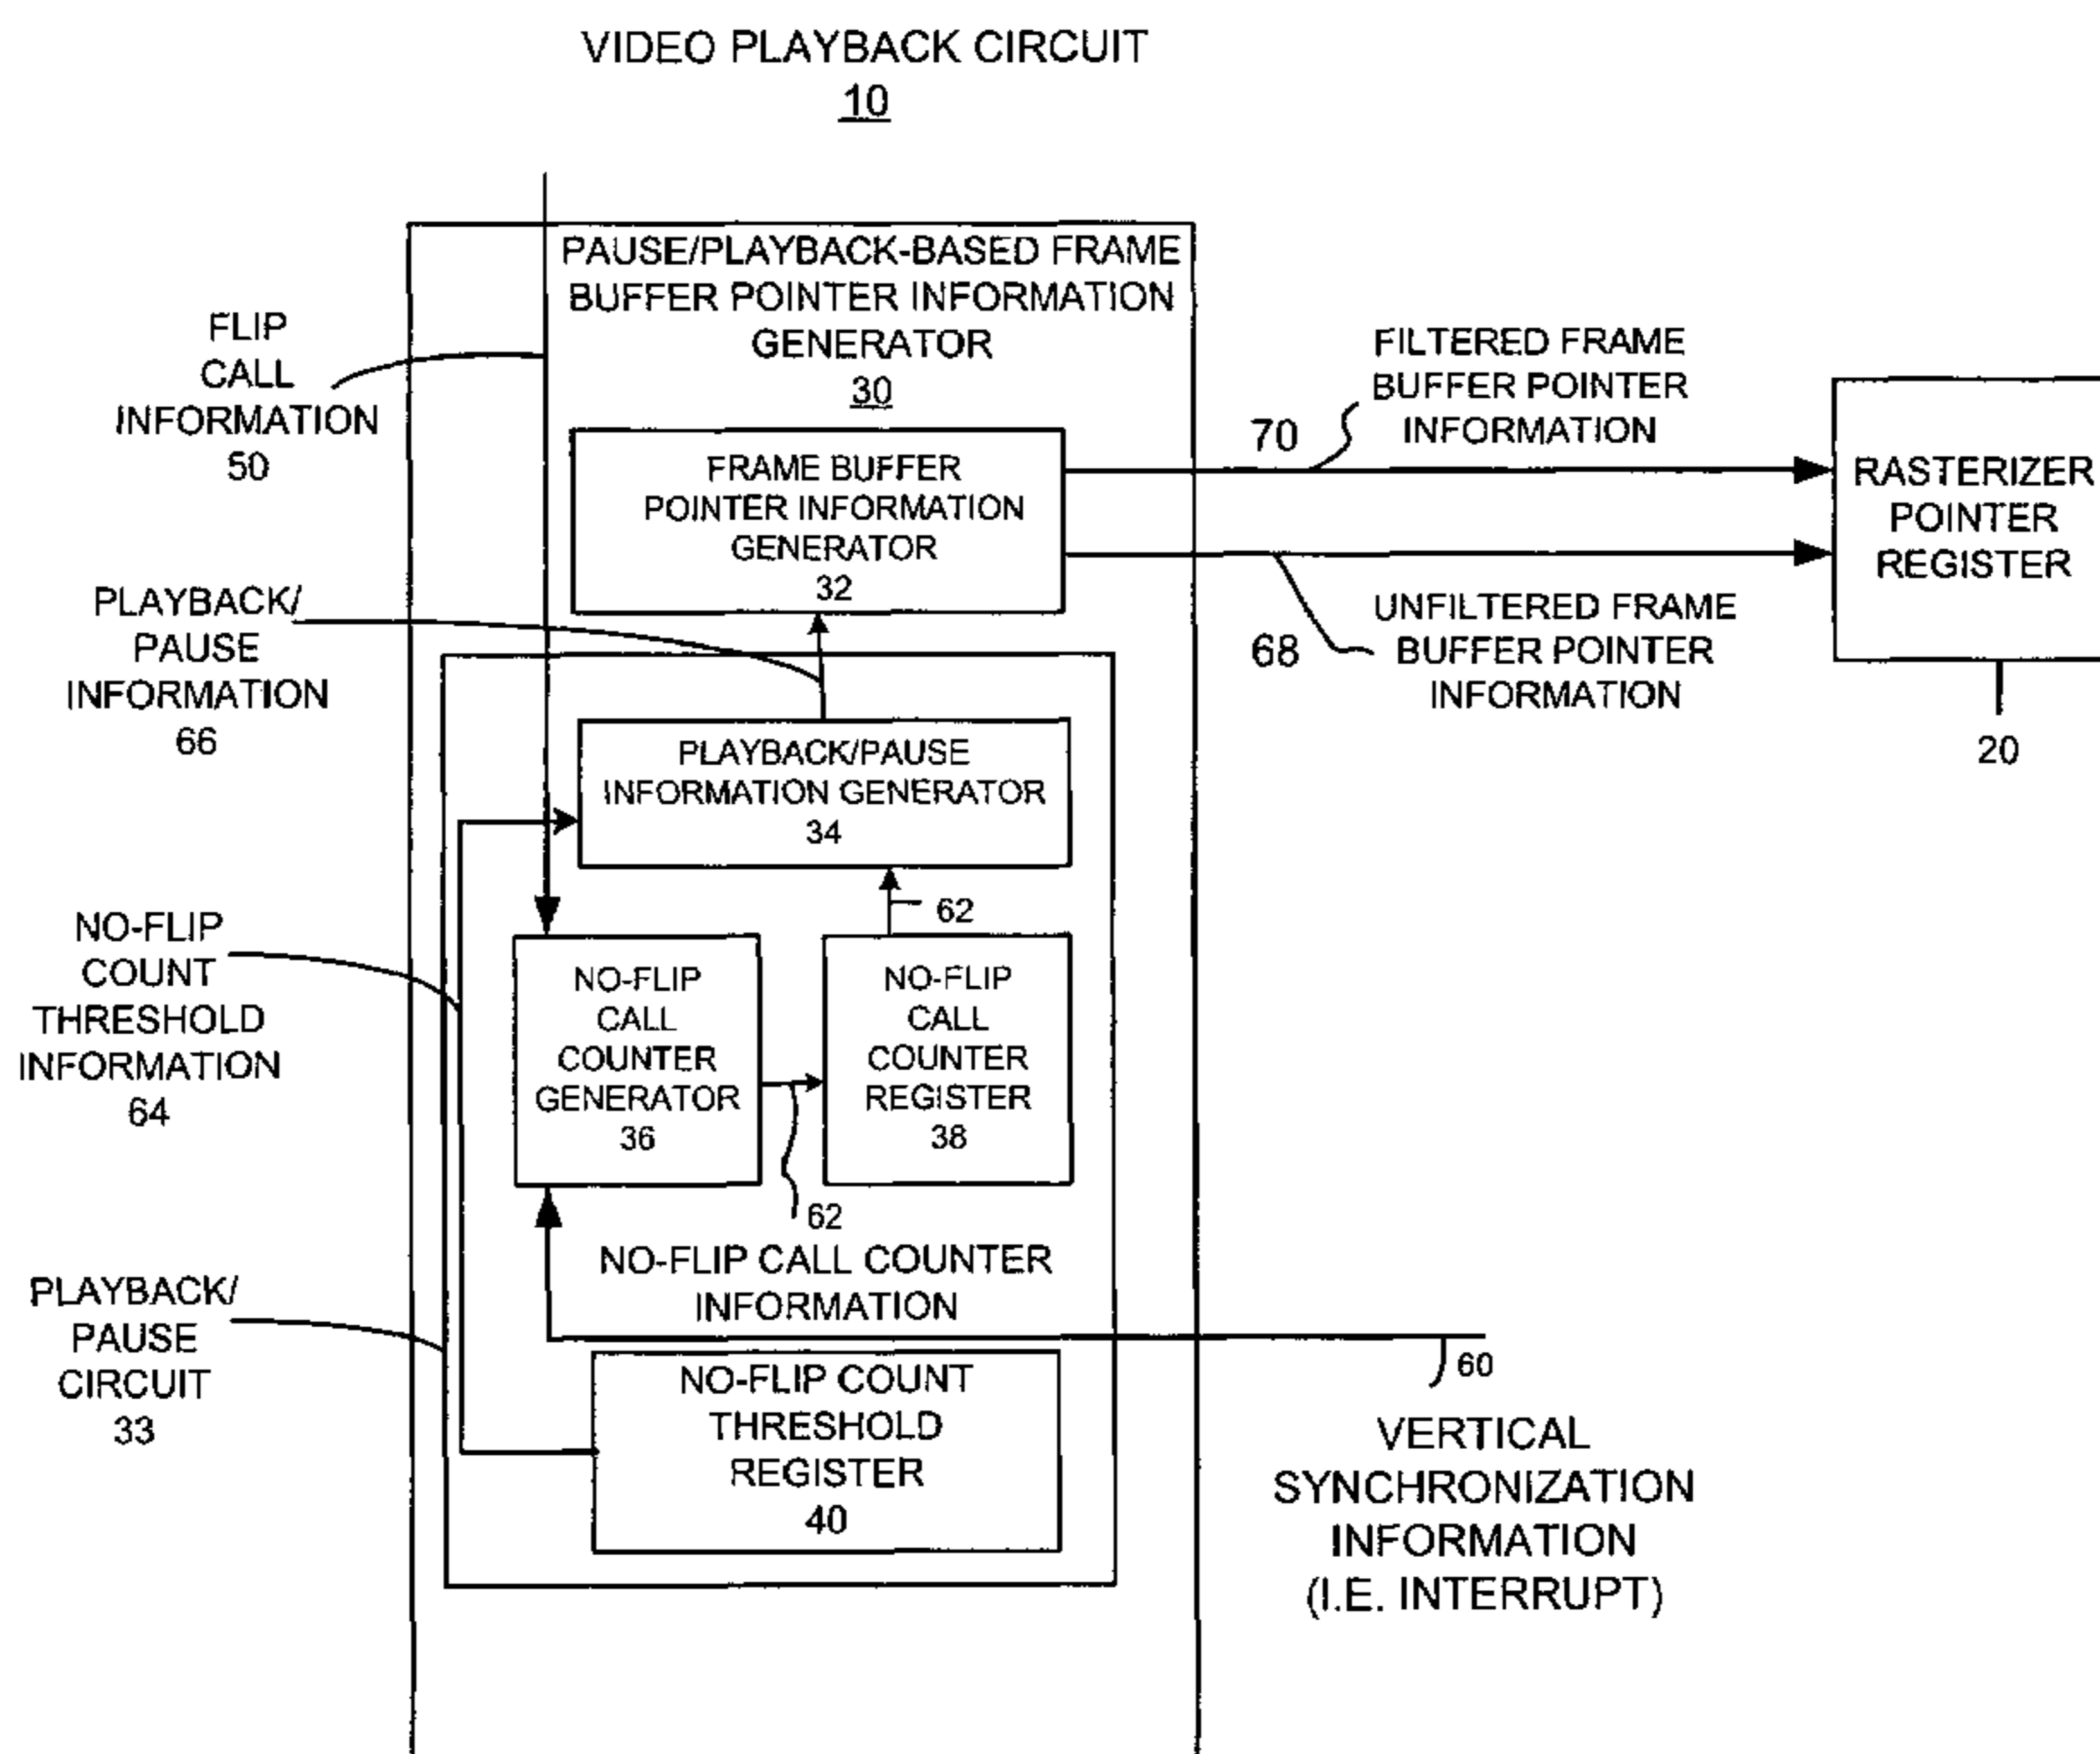 VIDEO PLAYBACK CIRCUIT
10
PAUSE/PLAYBACK-BASED FRAME
BUFFER POINTER INFORMATION
GENERATOR
30
FLIP
CALL
INFORMATION
50
FRAME BUFFER
POINTER INFORMATION
GENERATOR
32
70
FILTERED FRAME
BUFFER POINTER
INFORMATION
RASTERIZER
POINTER
REGISTER
20
68
UNFILTERED FRAME
BUFFER POINTER
INFORMATION
PLAYBACK/
PAUSE
INFORMATION
66
PLAYBACK/PAUSE
INFORMATION GENERATOR
34
62
NO-FLIP
COUNT
THRESHOLD
INFORMATION
64
NO-FLIP
CALL
COUNTER
GENERATOR
36
NO-FLIP
CALL
COUNTER
REGISTER
38
62
NO-FLIP CALL COUNTER
INFORMATION
PLAYBACK/
PAUSE
CIRCUIT
33
NO-FLIP COUNT
THRESHOLD
REGISTER
40
60
VERTICAL
SYNCHRONIZATION
INFORMATION
(I.E. INTERRUPT)